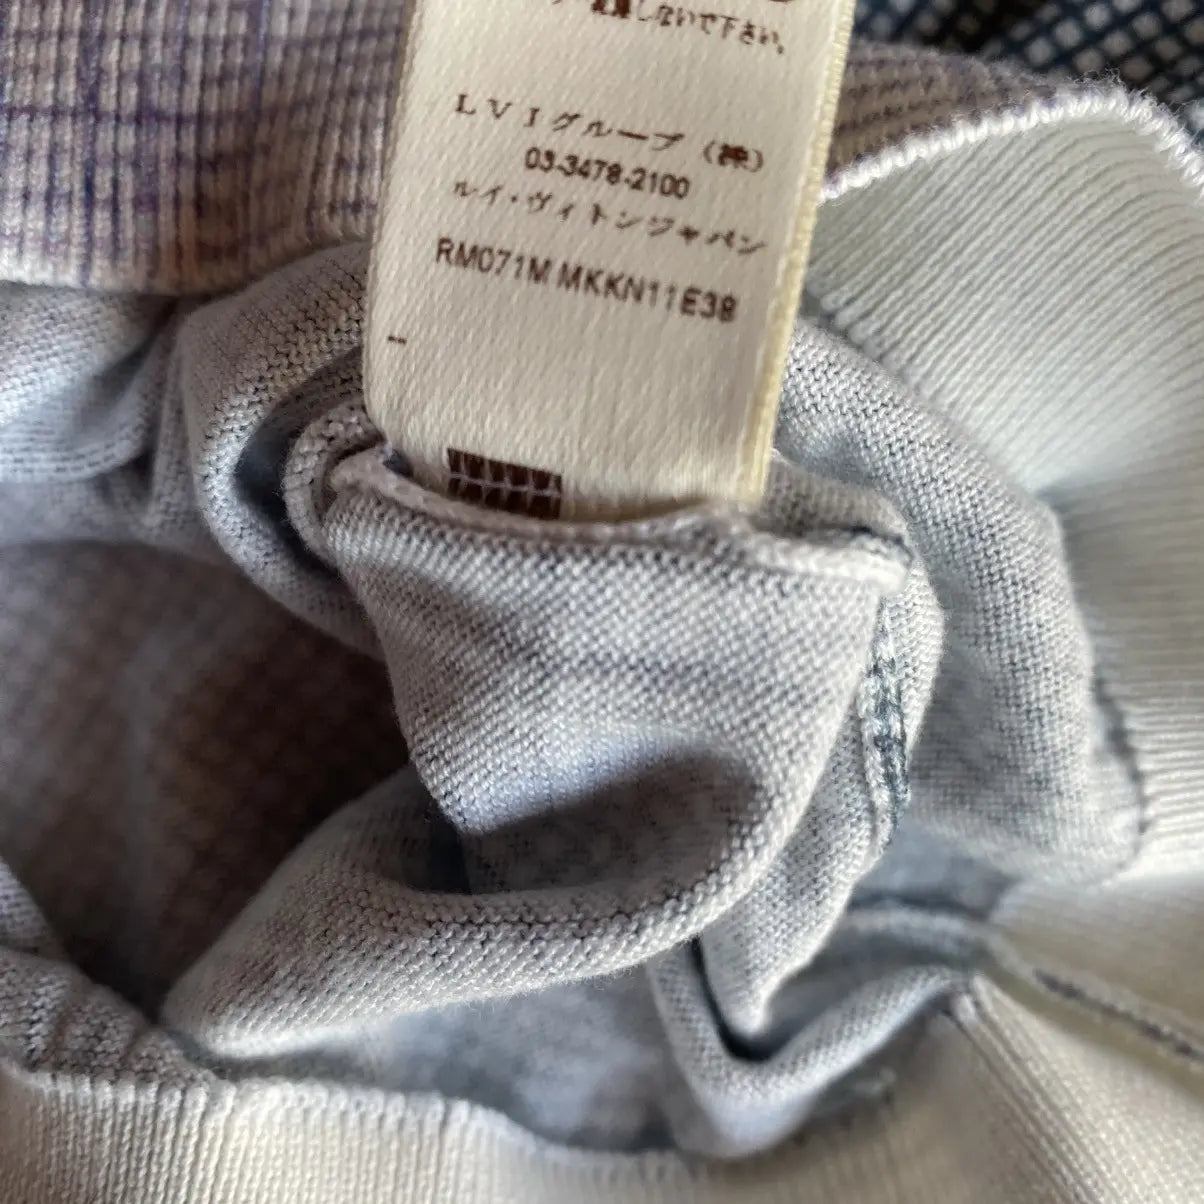 しないで下さい。
LVIグループ（株）
03-3478-2100
ルイ・ヴィトンジャパン
RM071M MKKN11E38